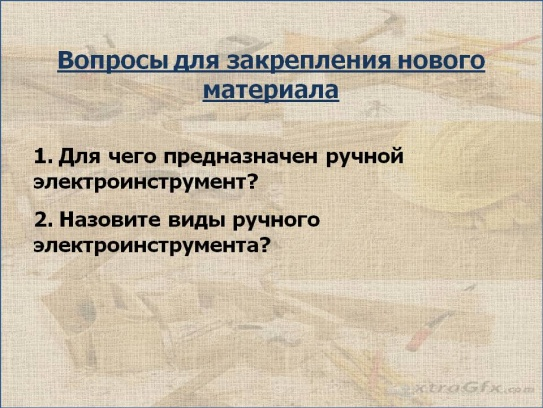 Вопросы для закрепления нового
материала
1. Для чего предназначен ручной
электроинструмент?
2. Назовите виды ручного
электроинструмента?
xtraGfx.com